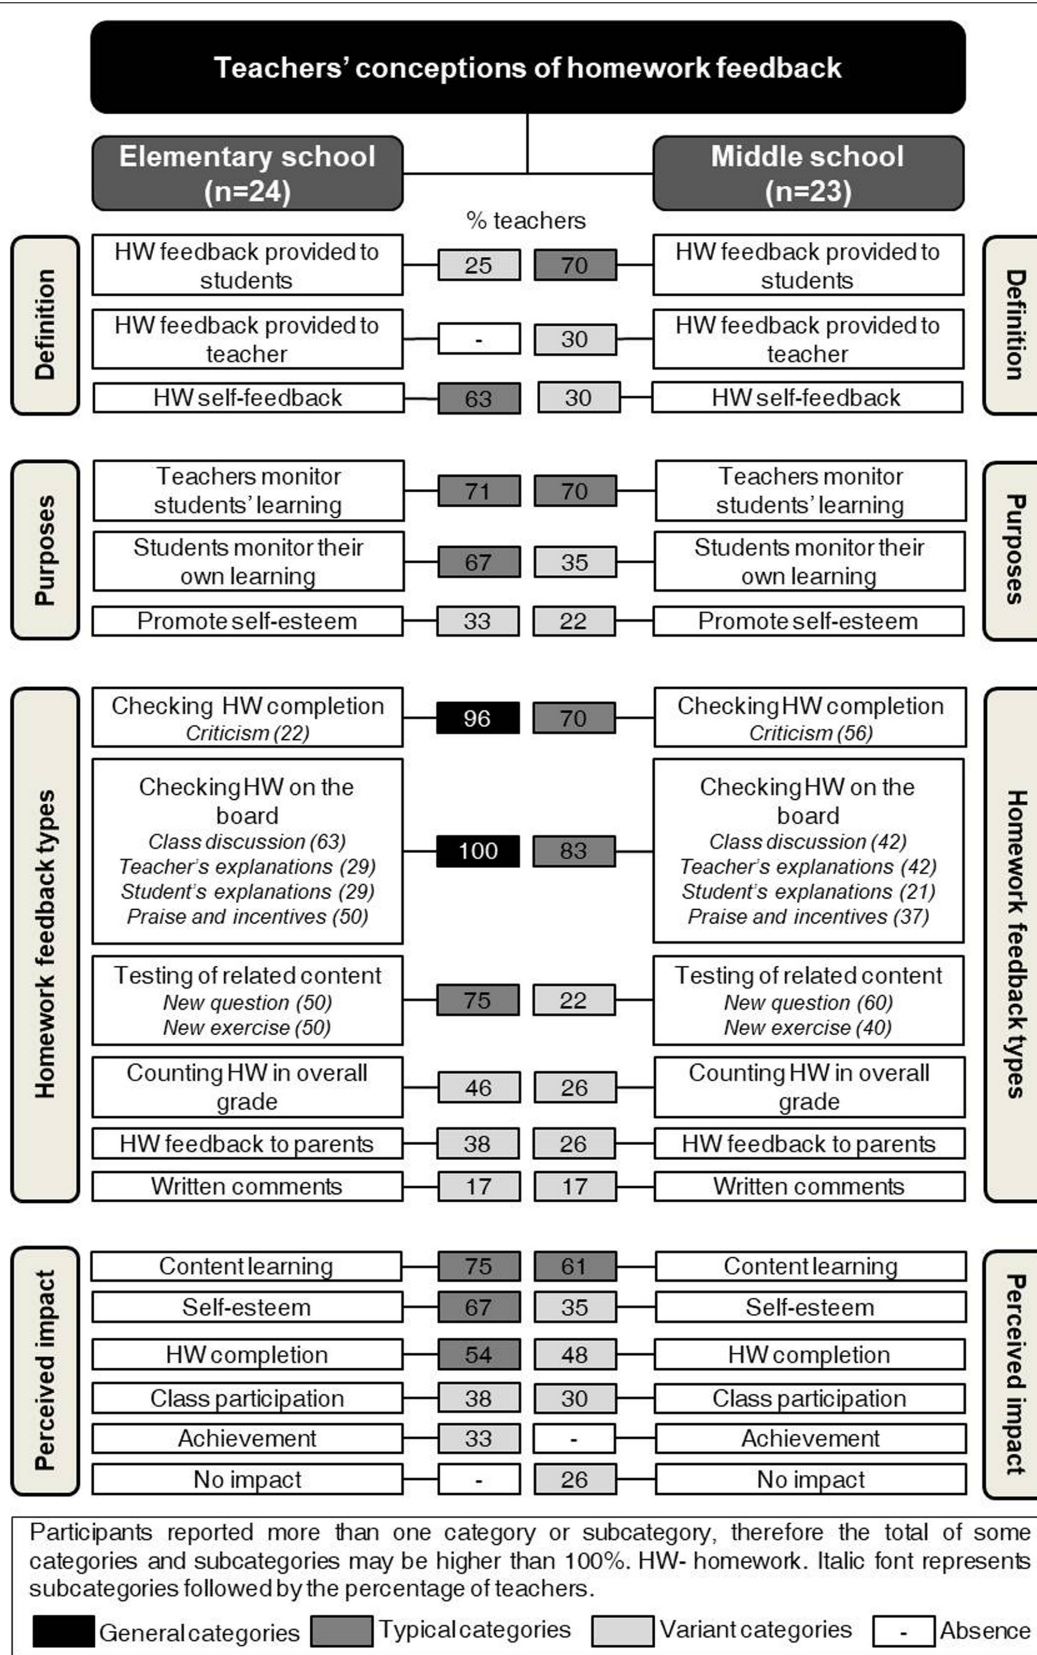 Teachers' conceptions of homework feedback
Elementary school
(n=24)
Middle school
(n=23)
% teachers
Definition
HW feedback provided to
students
25
70
HW feedback provided to
students
Definition
HW feedback provided to
teacher
-
30
HW feedback provided to
teacher
HW self-feedback
63
30
HW self-feedback
Purposes
Teachers monitor
students' learning
71
70
Teachers monitor
students' learning
Purposes
Students monitor their
own learning
67
35
Students monitor their
own learning
Promote self-esteem
33
22
Promote self-esteem
Homework feedback types
Checking HW completion
Criticism (22)
96
70
Checking HW completion
Criticism (56)
Homework feedback types
Checking HW on the
board
Class discussion (63)
Teacher's explanations (29)
Student's explanations (29)
Praise and incentives (50)
100
83
Checking HW on the
board
Class discussion (42)
Teacher's explanations (42)
Student's explanations (21)
Praise and incentives (37)
Testing of related content
New question (50)
New exercise (50)
75
22
Testing of related content
New question (60)
New exercise (40)
Counting HW in overall
grade
46
26
Counting HW in overall
grade
HW feedback to parents
38
26
HW feedback to parents
Written comments
17
17
Written comments
Perceived impact
Content learning
75
61
Content learning
Perceived impact
Self-esteem
67
35
Self-esteem
HW completion
54
48
HW completion
Class participation
38
30
Class participation
Achievement
33
-
Achievement
No impact
-
26
No impact
Participants reported more than one category or subcategory, therefore the total of some
categories and subcategories may be higher than 100%. HW- homework. Italic font represents
subcategories followed by the percentage of teachers.
General categories
Typical categories
Variant categories
-
Absence